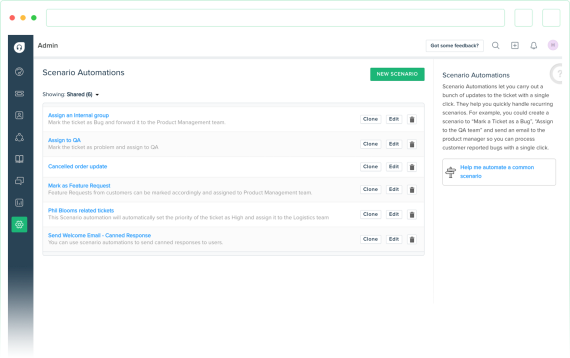 Admin
Got some feedback?
Scenario Automations
NEW SCENARIO
Showing: Shared (6)
Assign an internal group
Mark the ticket as Bug and forward it to the Product Management team.
Clone Edit
Assign to QA
Mark the ticket as problem and assign to QA
Clone Edit
Cancelled order update
Clone Edit
Mark as Feature Request
Feature Requests from customers can be marked accordingly and assigned to Product Management team.
Clone Edit
Phil Blooms related tickets
This Scenario automation will automatically set the priority of the ticket as High and assign it to the Logistics team.
Clone Edit
Send Welcome Email - Canned Response
You can use scenario automations to send canned responses to users.
Clone Edit
Scenario Automations
Scenario Automations let you carry out a
bunch of updates to the ticket with a single
click. They help you quickly handle recurring
scenarios. For example, you could create a
scenario to "Mark a Ticket as a Bug", "Assign
to the QA team" and send an email to the
product manager so you can process
customer reported bugs with a single click.
Help me automate a common
scenario